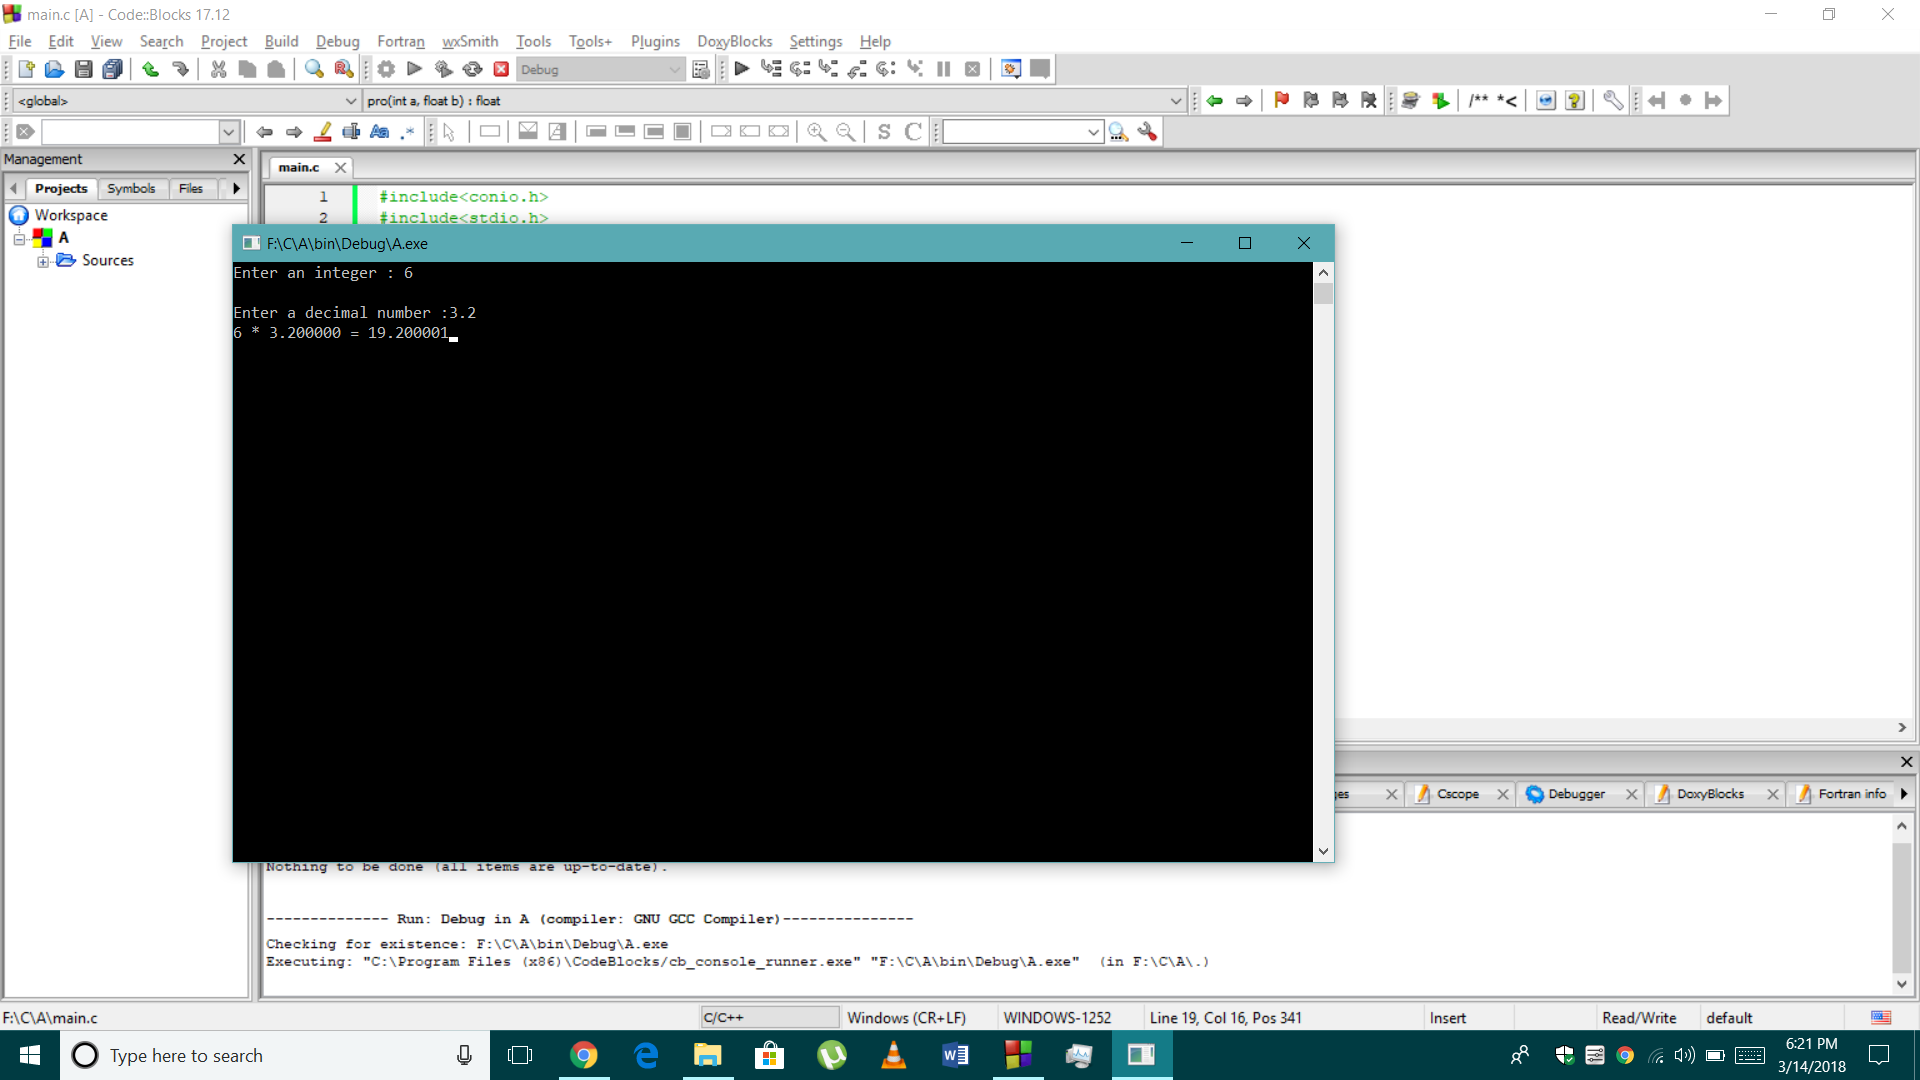 main.c [A] - Code::Blocks 17.12
File Edit View Search Project Build Debug Fortran wxSmith Tools Tools+ Plugins DoxyBlocks Settings Help
Debug
<global> pro(int a, float b) : float
/** *<
Aa .* S C
Management
main.c
Projects Symbols Files
1 #include<conio.h>
2 #include<stdio.h>
Workspace
A
Sources
F:\C\A\bin\Debug\A.exe
Enter an integer : 6
Enter a decimal number :3.2
6 * 3.200000 = 19.200001
Cscope Debugger DoxyBlocks Fortran info
Nothing to be done (all items are up-to-date).
-------------- Run: Debug in A (compiler: GNU GCC Compiler)---------------
Checking for existence: F:\C\A\bin\Debug\A.exe
Executing: "C:\Program Files (x86)\CodeBlocks/cb_console_runner.exe" "F:\C\A\bin\Debug\A.exe"  (in F:\C\A\.)
F:\C\A\main.c C/C++ Windows (CR+LF) WINDOWS-1252 Line 19, Col 16, Pos 341 Insert Read/Write default
Type here to search
6:21 PM
3/14/2018